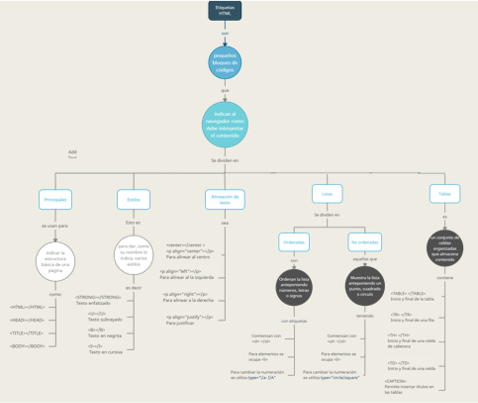 Etiquetas
HTML
son
pequeños
bloques de
códigos
que
Indican al
navegador como
debe interpretar
el contenido
Se dividen en
Add
Principales
se usan para
Indicar la
estructura
básica de una
página
como:
<HTML></HTML>
<HEAD></HEAD>
<TITLE></TITLE>
<BODY></BODY>
Estilos
para dar, como
su nombre lo
indica, varios
estilos
es decir
<STRONG></STRONG>
Texto enfatizado
<U></U>
Texto subrayado
<B></B>
Texto en negrita
<I></I>
Texto en cursiva
Alineación de
texto
sea
<center></center >
<p align="center"></p>
Para alinear al centro
<p align="left"></p>
Para alinear al la izquierda
<p align="right"></p>
Para alinear a la derecha
<p align="justify"></p>
Para justificar
Listas
Se dividen en
Ordenadas
son
Ordenan la lista
anteponiendo
números, letras
o signos
con etiquetas
Comienzan con
<ol> </ol>
Para elementos se
ocupa <li>
Para cambiar la numeración
se utiliza type="1/a- I/A"
No ordenadas
aquellas que
Muestra la lista
anteponiendo un
punto, cuadrado
o círculo
teniendo
Comienzan con
<ul> </ul>
Para elementos se
ocupa <li>
Para cambiar la numeración
se utiliza type="circle/square"
Tablas
es
un conjunto de
celdas
organizadas
que almacena
contenido
contiene
<TABLE> </TABLE>
Inicio y final de la tabla.
<TR> </TR>
Inicio y final de una fila
<TH> </TH>
Inicio y final de una celda
de cabecera
<TD> </TD>
Inicio y final de una celda
<CAPTION>
Permite insertar títulos en
las tablas